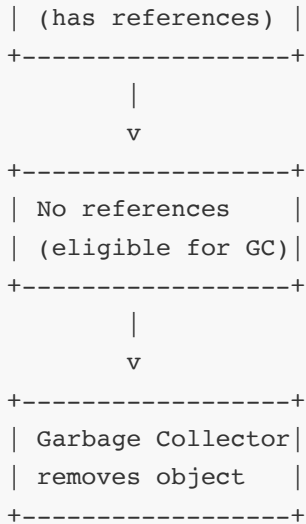 | (has references) |
+------------------+
|
v
+------------------+
| No references    |
| (eligible for GC)|
+------------------+
|
v
+------------------+
| Garbage Collector|
| removes object   |
+------------------+